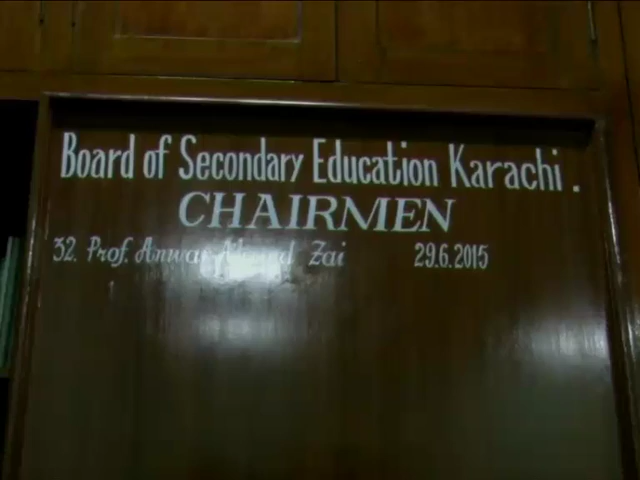 Board of Secondary Education Karachi.
CHAIRMEN
32. Prof. Anwar Zai 29.6.2015